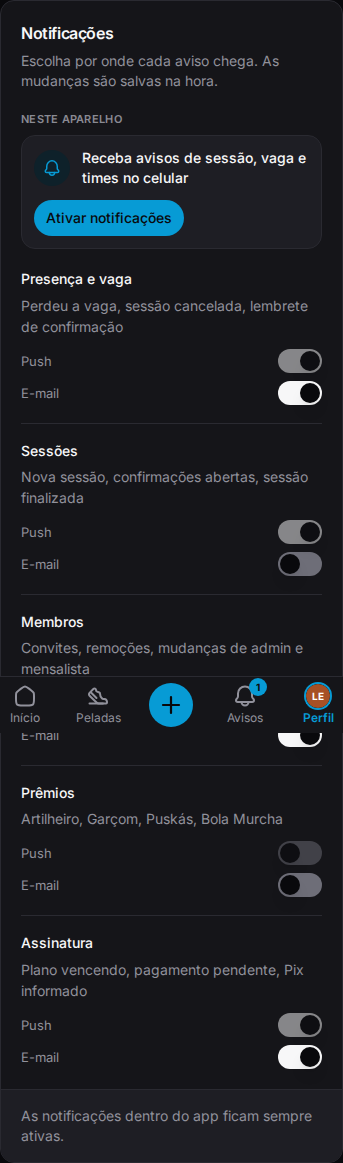 Notificações
Escolha por onde cada aviso chega. As
mudanças são salvas na hora.
NESTE APARELHO
Receba avisos de sessão, vaga e
times no celular
Ativar notificações
Presença e vaga
Perdeu a vaga, sessão cancelada, lembrete
de confirmação
Push
E-mail
Sessões
Nova sessão, confirmações abertas, sessão
finalizada
Push
E-mail
Membros
Convites, remoções, mudanças de admin e
mensalista
Início
Peladas
1
Avisos
LE
Perfil
E-mail
Prêmios
Artilheiro, Garçom, Puskás, Bola Murcha
Push
E-mail
Assinatura
Plano vencendo, pagamento pendente, Pix
informado
Push
E-mail
As notificações dentro do app ficam sempre
ativas.